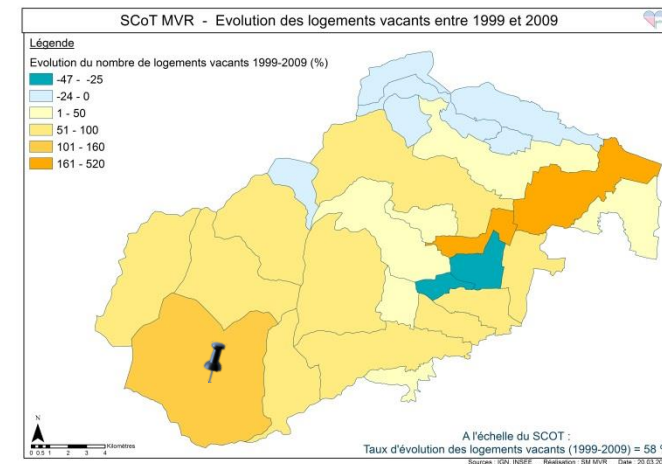 SCoT MVR - Evolution des logements vacants entre 1999 et 2009
Légende
Evolution du nombre de logements vacants 1999-2009 (%)
-47 - -25
-24 - 0
1 - 50
51 - 100
101 - 160
161 - 520
N
0 0.5 1 2 3 4 Kilomètres
A l'échelle du SCOT :
Taux d'évolution des logements vacants (1999-2009) = 58 %
Sources : IGN, INSEE Réalisation : SM MVR Date : 20.03.20